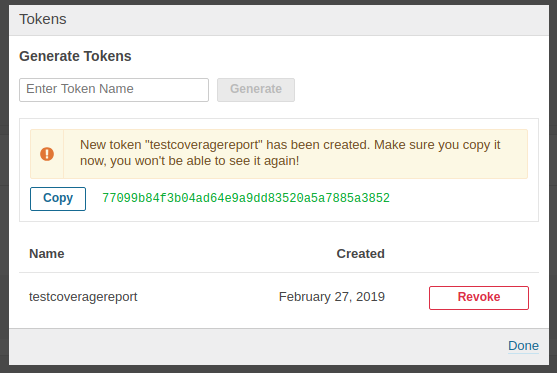 Tokens
Generate Tokens
Enter Token Name
Generate
New token "testcoveragereport" has been created. Make sure you copy it
now, you won't be able to see it again!
Copy
77099b84f3b04ad64e9a9dd83520a5a7885a3852
Name Created
testcoveragereport February 27, 2019 Revoke
Done